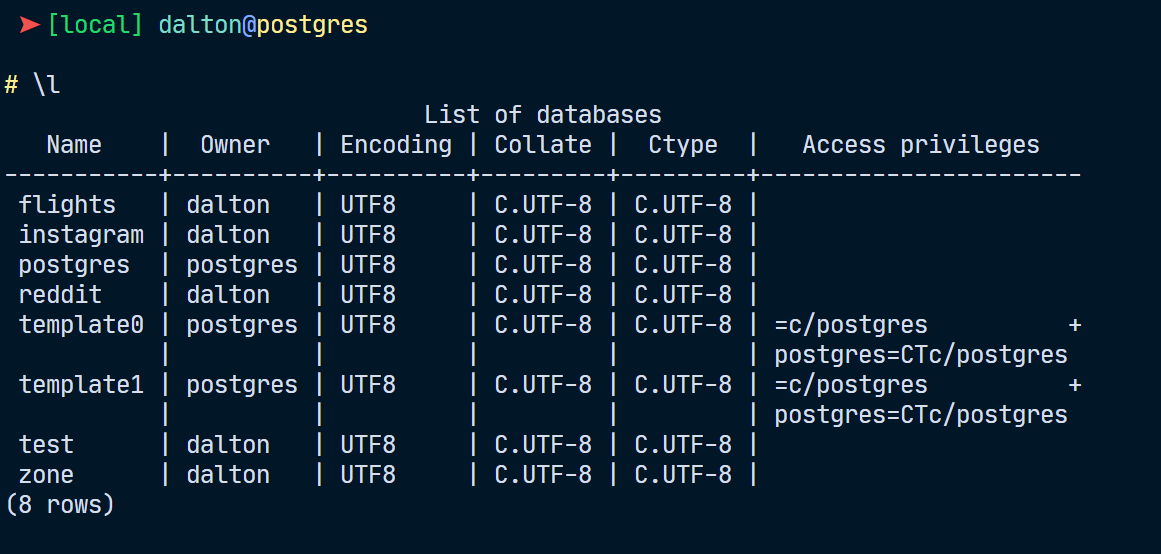 ➤ [local] dalton@postgres
# \l
                              List of databases
   Name    |  Owner   | Encoding | Collate |  Ctype  |   Access privileges
-----------+----------+----------+---------+---------+-----------------------
 flights   | dalton   | UTF8     | C.UTF-8 | C.UTF-8 |
 instagram | dalton   | UTF8     | C.UTF-8 | C.UTF-8 |
 postgres  | postgres | UTF8     | C.UTF-8 | C.UTF-8 |
 reddit    | dalton   | UTF8     | C.UTF-8 | C.UTF-8 |
 template0 | postgres | UTF8     | C.UTF-8 | C.UTF-8 | =c/postgres          +
           |          |          |         |         | postgres=CTc/postgres
 template1 | postgres | UTF8     | C.UTF-8 | C.UTF-8 | =c/postgres          +
           |          |          |         |         | postgres=CTc/postgres
 test      | dalton   | UTF8     | C.UTF-8 | C.UTF-8 |
 zone      | dalton   | UTF8     | C.UTF-8 | C.UTF-8 |
(8 rows)